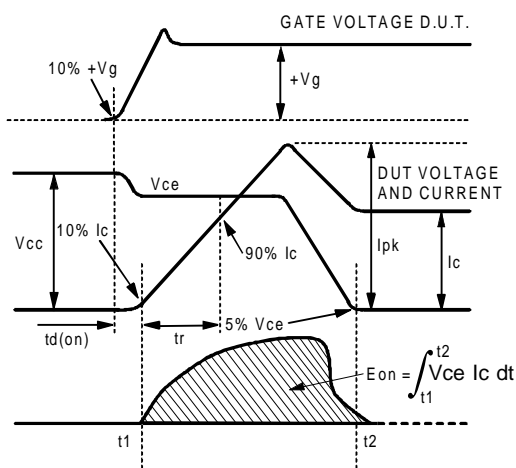 GATE VOLTAGE D.U.T.
10% +Vg
+Vg
Vce
DUT VOLTAGE
AND CURRENT
Vcc
10% Ic
90% Ic
Ipk
Ic
td(on)
tr
5% Vce
Eon = ∫ Vce Ic dt
t2
t1
t1
t2